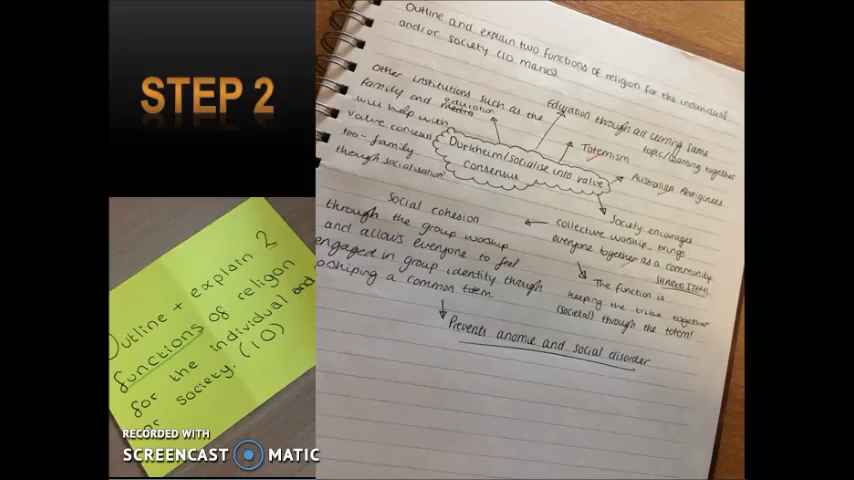 STEP 2
Outline and explain two functions of religion for the individual
and/or society (10 marks)
Other institutions such as the
family and education
will help with
value consensus
too - family
through socialisation!
Education through all learning same
topic/learning together
Totemism
Durkheim/socialise into value
consensus
Australian Aboriginees
Society encourages
collective worship brings
everyone together as a community
SHARED
The function is
keeping the tribe together
(societal) through the totem!
Social cohesion
through the group worship
and allows everyone to feel
engaged in group identity through
worshiping a common totem.
Prevents anomie and social disorder
Outline + explain 2
functions of religon
for the individual and
or society. (10)
RECORDED WITH
SCREENCAST MATIC